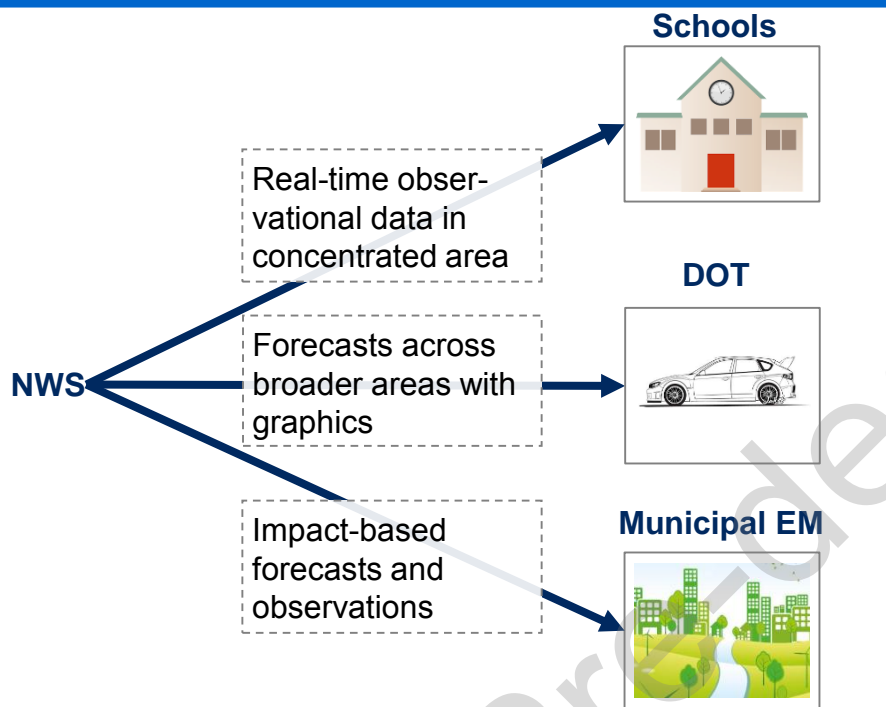 Schools
Real-time obser-
vational data in
concentrated area
DOT
NWS
Forecasts across
broader areas with
graphics
Municipal EM
Impact-based
forecasts and
observations